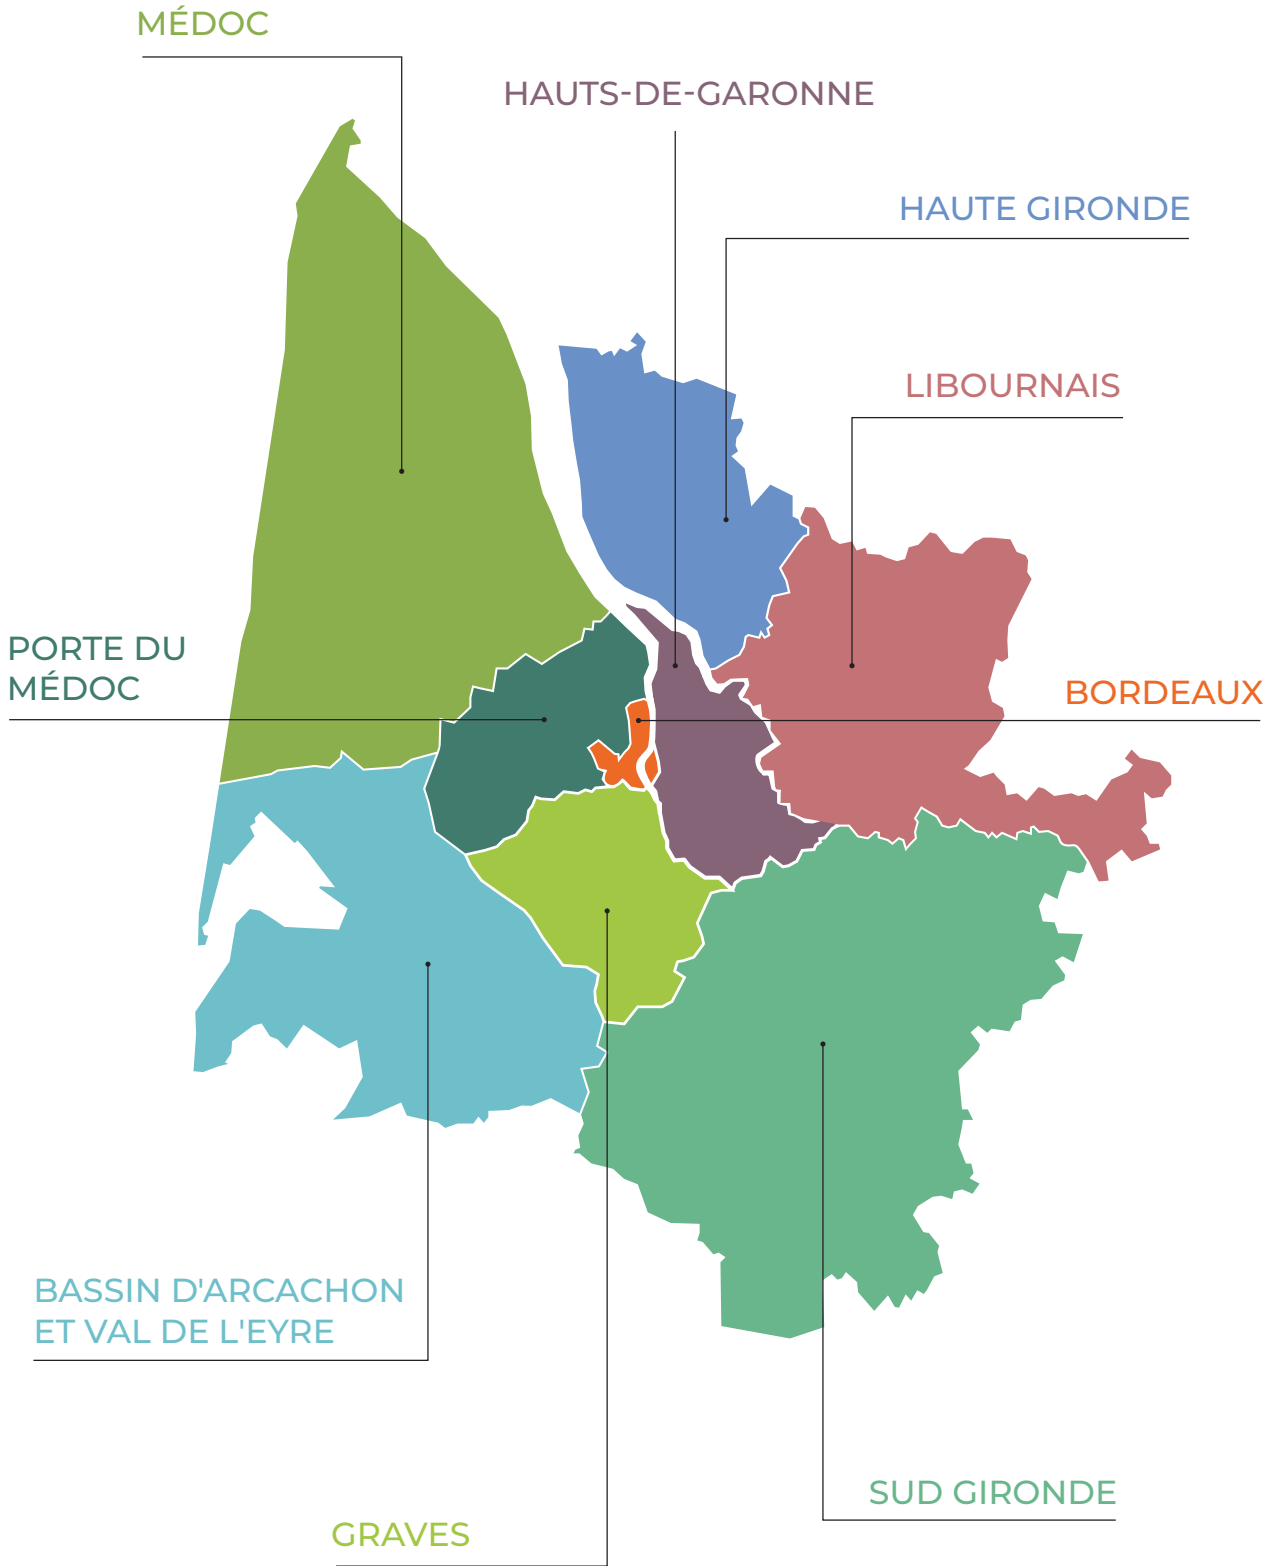 MÉDOC
HAUTS-DE-GARONNE
HAUTE GIRONDE
LIBOURNAIS
PORTE DU
MÉDOC
BORDEAUX
BASSIN D'ARCACHON
ET VAL DE L'EYRE
SUD GIRONDE
GRAVES